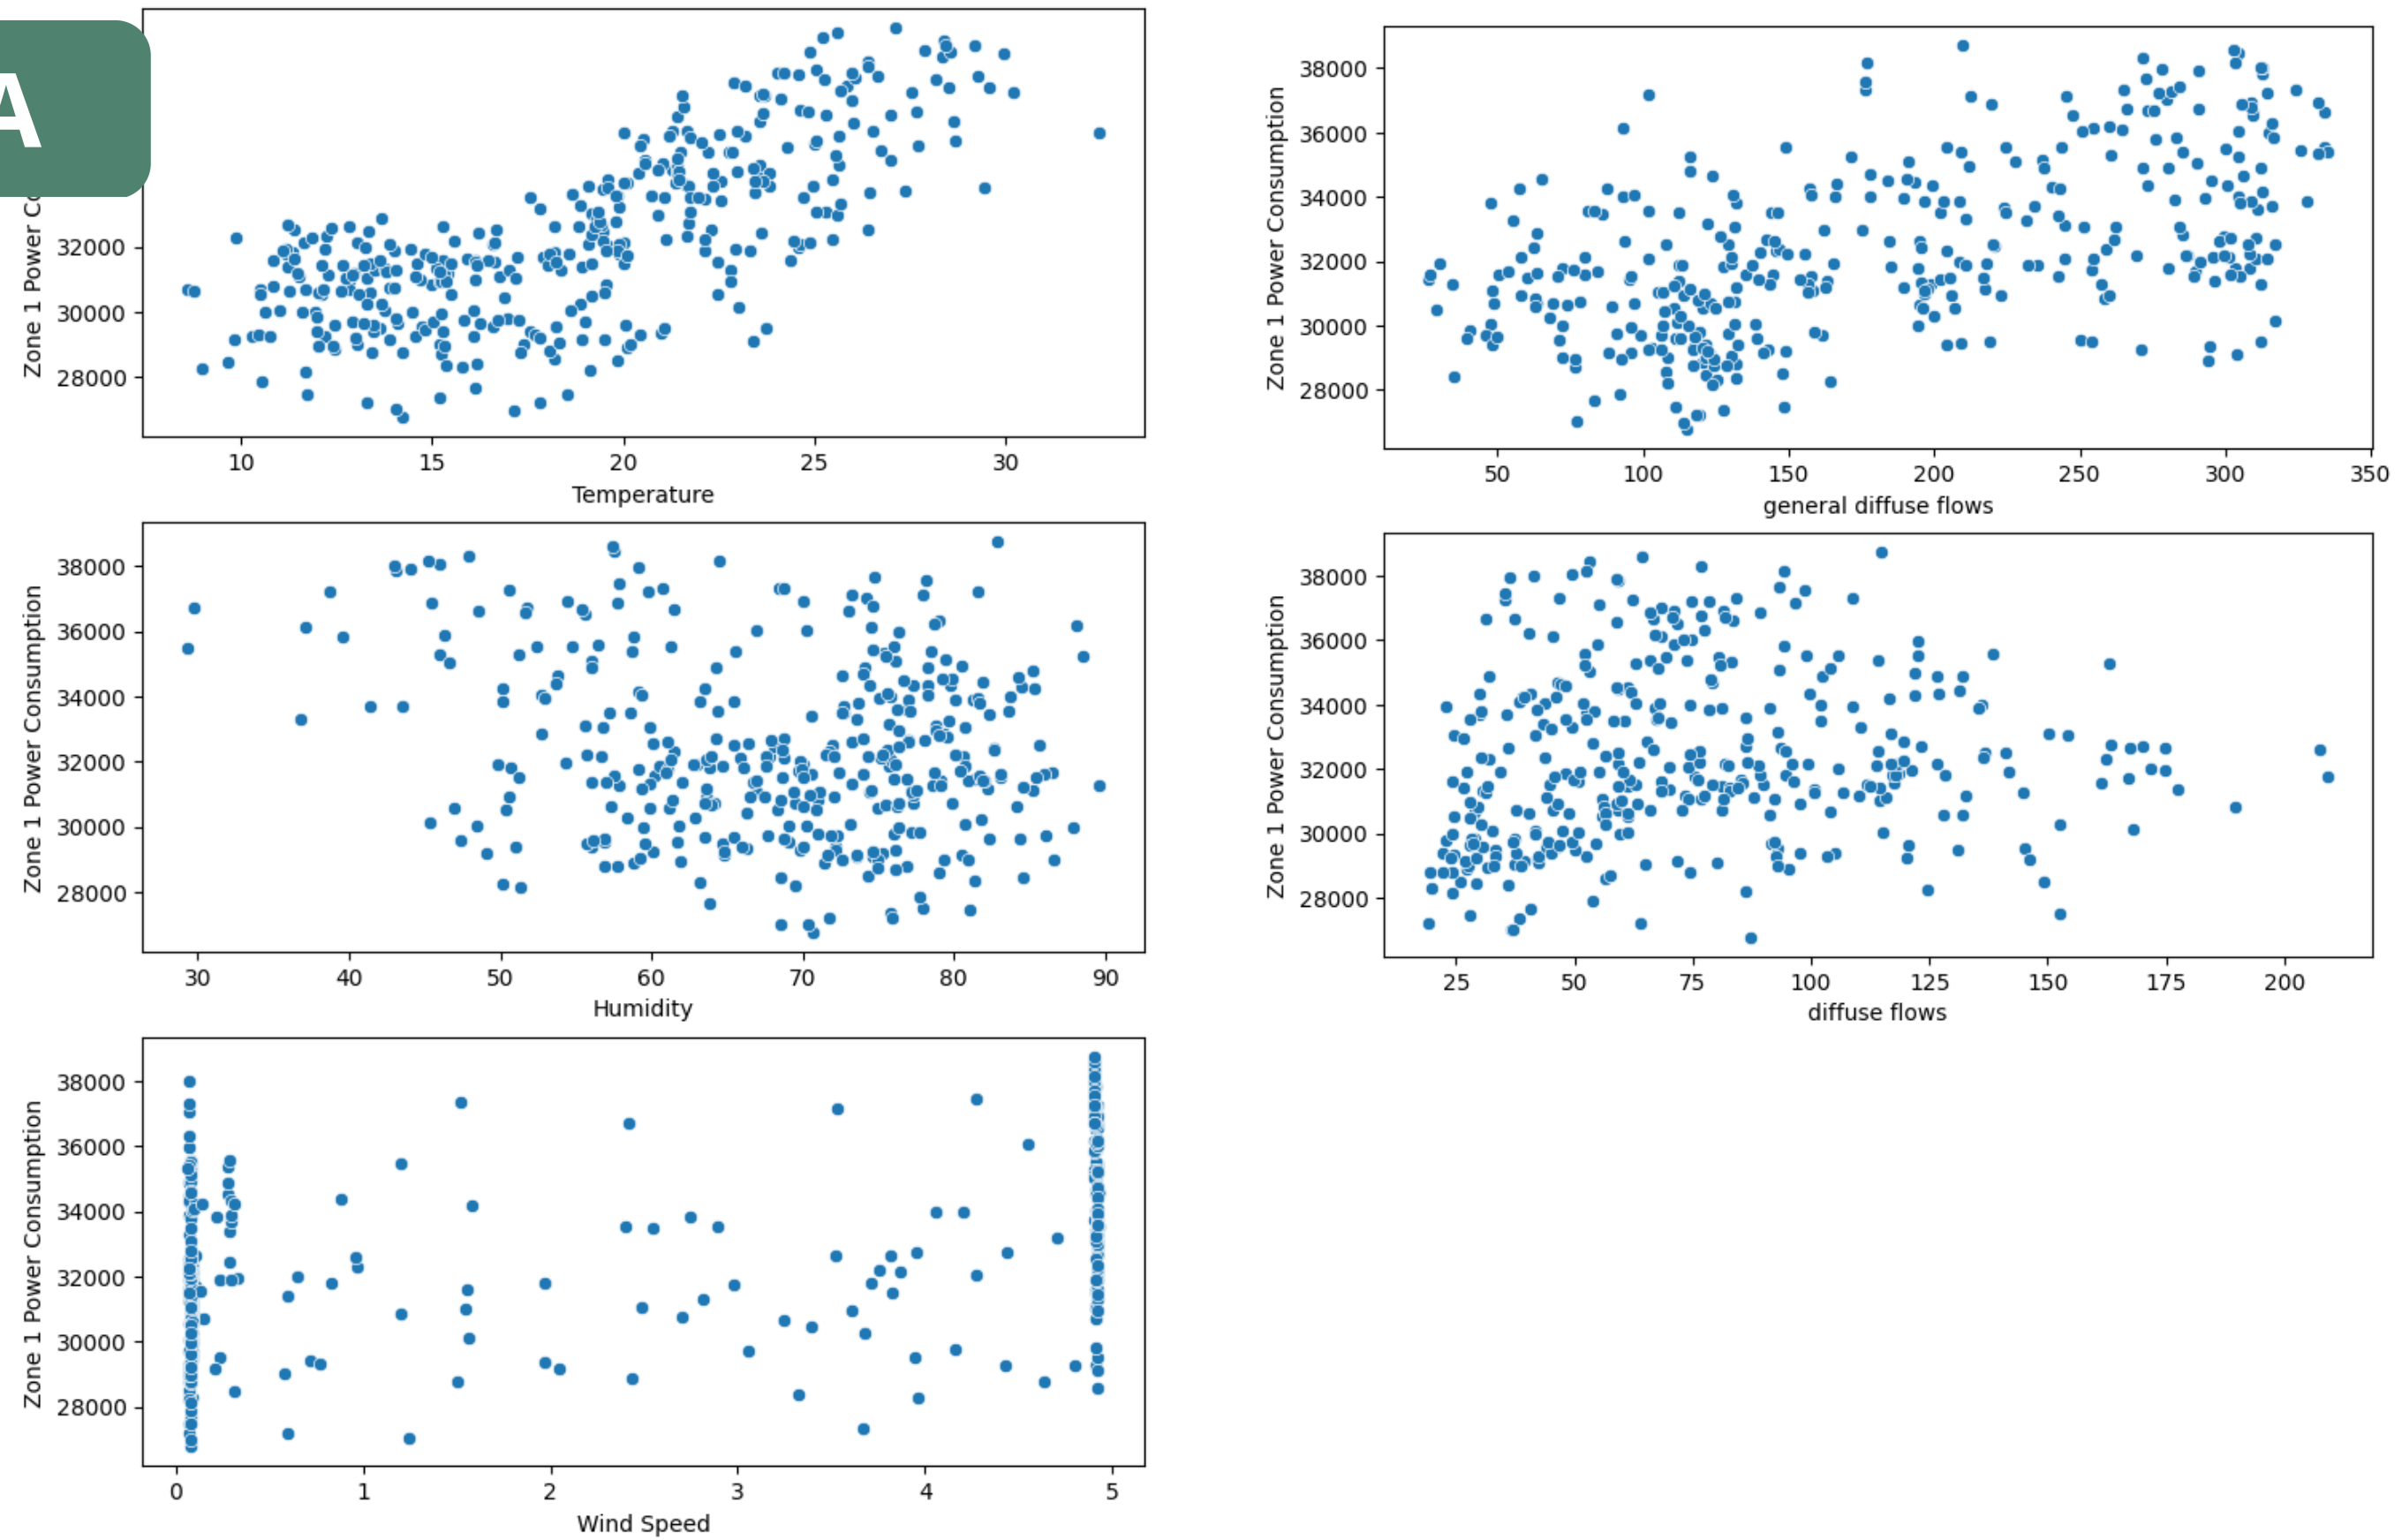 A
Zone 1 Power Co
32000
30000
28000
10 15 20 25 30
Temperature
Zone 1 Power Consumption
38000
36000
34000
32000
30000
28000
50 100 150 200 250 300 350
general diffuse flows
Zone 1 Power Consumption
38000
36000
34000
32000
30000
28000
30 40 50 60 70 80 90
Humidity
Zone 1 Power Consumption
38000
36000
34000
32000
30000
28000
25 50 75 100 125 150 175 200
diffuse flows
Zone 1 Power Consumption
38000
36000
34000
32000
30000
28000
0 1 2 3 4 5
Wind Speed